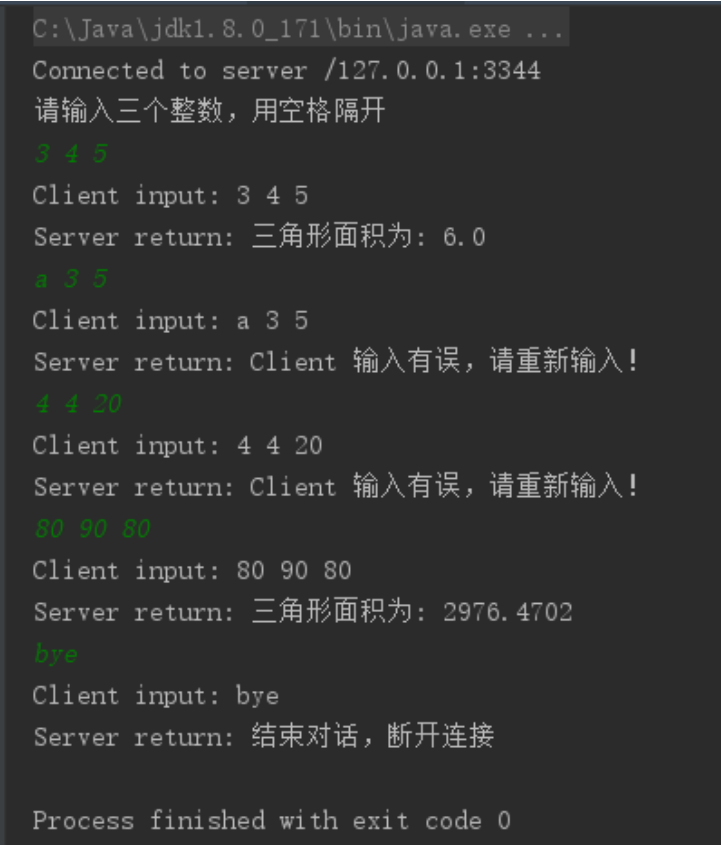 C:\Java\jdk1.8.0_171\bin\java.exe ...
Connected to server /127.0.0.1:3344
请输入三个整数，用空格隔开
3 4 5
Client input: 3 4 5
Server return: 三角形面积为: 6.0
a 3 5
Client input: a 3 5
Server return: Client 输入有误，请重新输入!
4 4 20
Client input: 4 4 20
Server return: Client 输入有误，请重新输入!
80 90 80
Client input: 80 90 80
Server return: 三角形面积为: 2976.4702
bye
Client input: bye
Server return: 结束对话，断开连接
Process finished with exit code 0